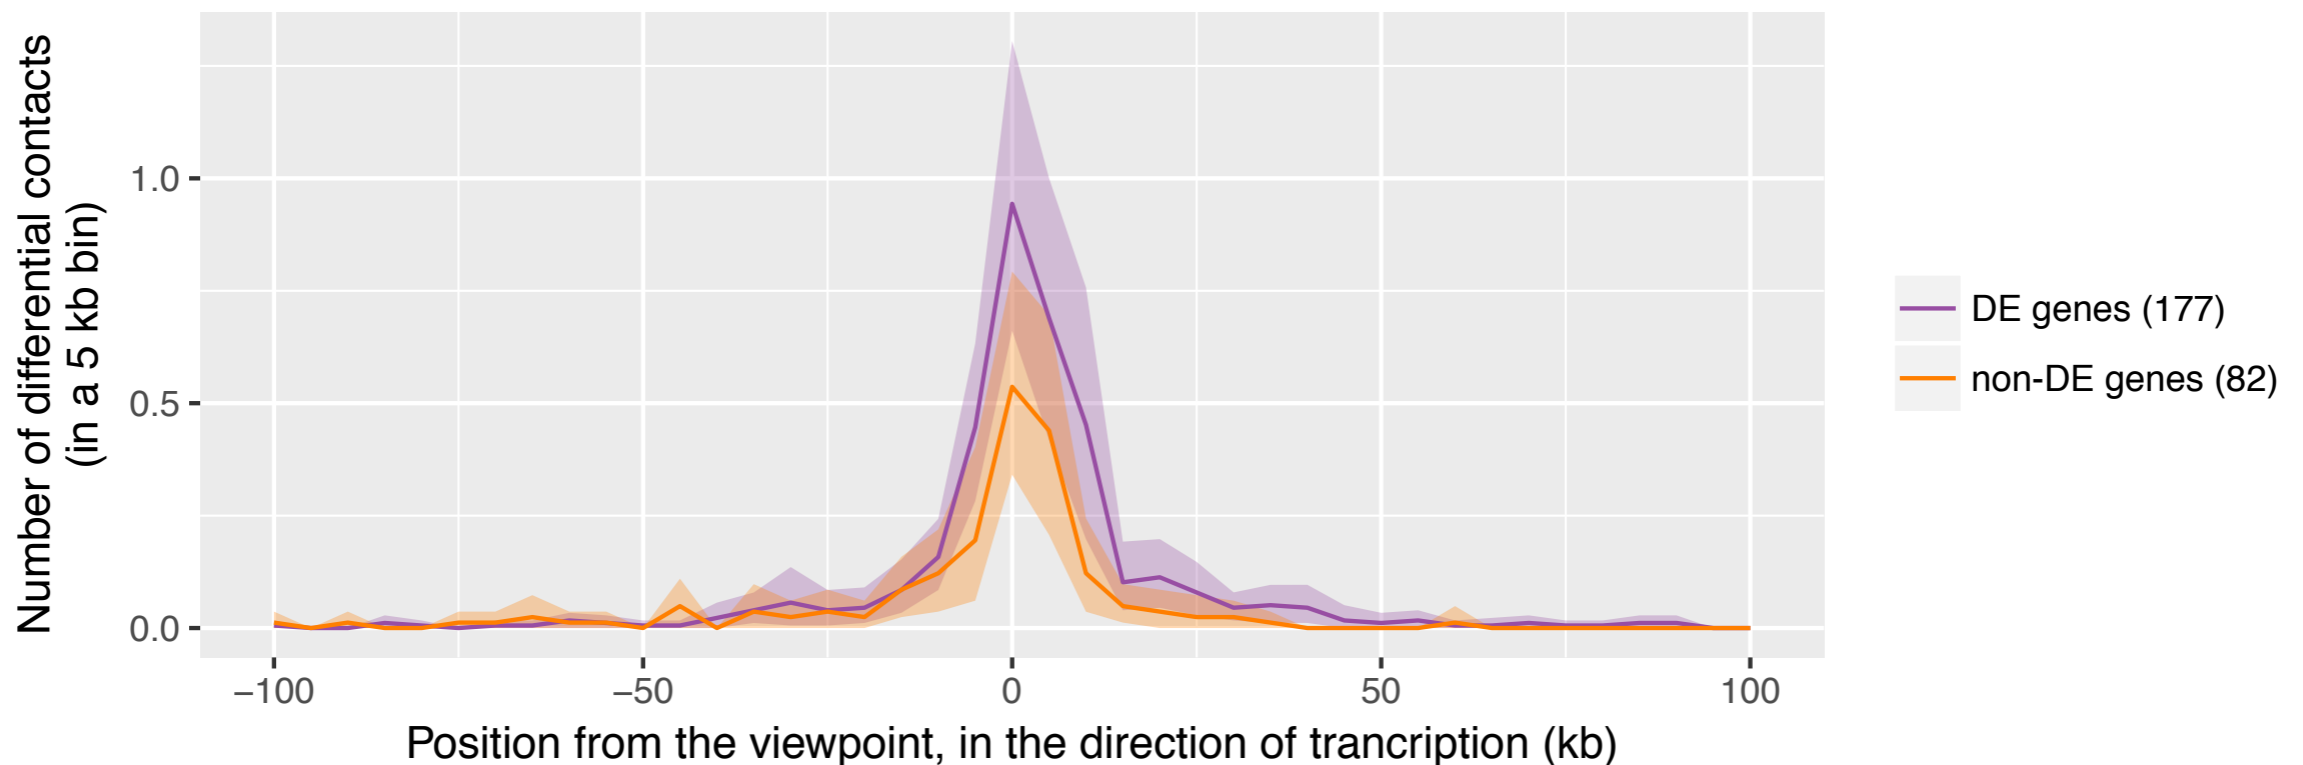 Number of differential contacts
(in a 5 kb bin)
1.0
0.5
0.0
−100
−50
0
50
100
Position from the viewpoint, in the direction of trancription (kb)
DE genes (177)
non-DE genes (82)